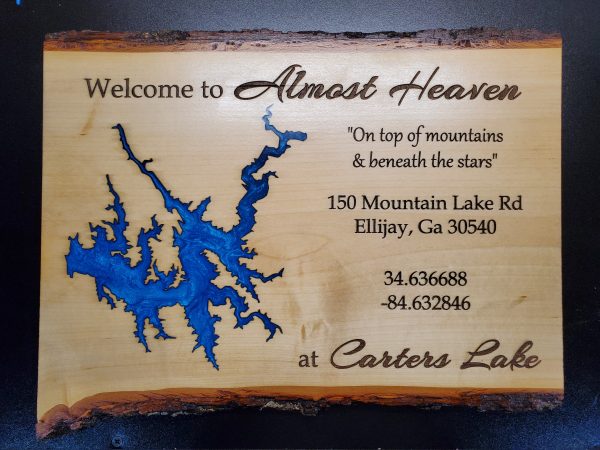 Welcome to Almost Heaven
"On top of mountains
& beneath the stars"
150 Mountain Lake Rd
Ellijay, Ga 30540
34.636688
-84.632846
at Carters Lake